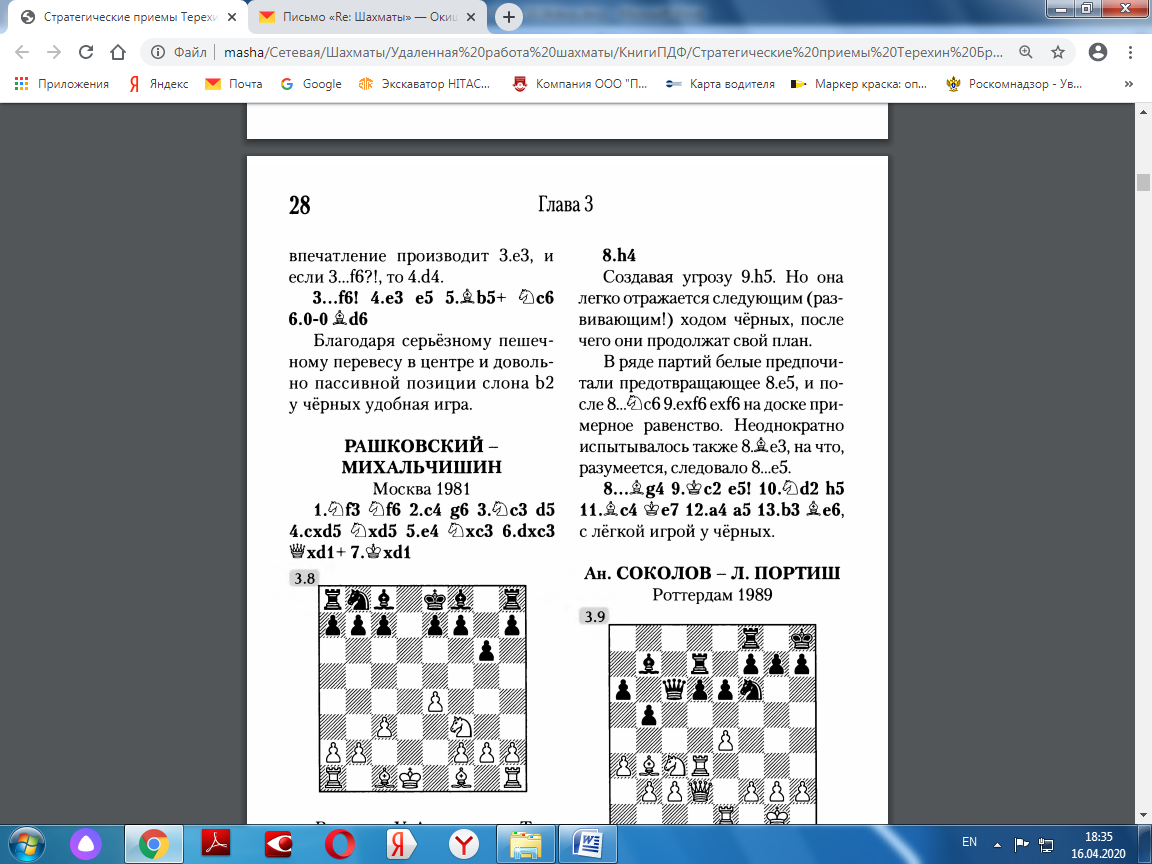 Стратегические приемы Терехин
Письмо «Re: Шахматы» — Окиш
Файл | masha/Сетевая/Шахматы/Удаленная%20работа%20шахматы/КнигиПДФ/Стратегические%20приемы%20Терехин%20Бр...
Приложения Яндекс Почта Google Экскаватор HITAC... Компания ООО "П... Карта водителя Маркер краска: оп... Роскомнадзор - Ув... »
28 Глава 3
впечатление производит 3.e3, и
если 3...f6?!, то 4.d4.
3...f6! 4.e3 e5 5.♗b5+ ♘c6
6.0-0 ♗d6
Благодаря серьёзному пешеч-
ному перевесу в центре и доволь-
но пассивной позиции слона b2
у чёрных удобная игра.
РАШКОВСКИЙ –
МИХАЛЬЧИШИН
Москва 1981
1.♘f3 ♘f6 2.c4 g6 3.♘c3 d5
4.cxd5 ♘xd5 5.e4 ♘xc3 6.dxc3
♕xd1+ 7.♔xd1
3.8
8.h4
Создавая угрозу 9.h5. Но она
легко отражается следующим (раз-
вивающим!) ходом чёрных, после
чего они продолжат свой план.
В ряде партий белые предпочи-
тали предотвращающее 8.e5, и по-
сле 8...♘c6 9.exf6 exf6 на доске при-
мерное равенство. Неоднократно
испытывалось также 8.♗e3, на что,
разумеется, следовало 8...e5.
8...♗g4 9.♔c2 e5! 10.♘d2 h5
11.♗c4 ♔e7 12.a4 a5 13.b3 ♗e6,
с лёгкой игрой у чёрных.
Ан. СОКОЛОВ – Л. ПОРТИШ
Роттердам 1989
3.9
EN
18:35
16.04.2020